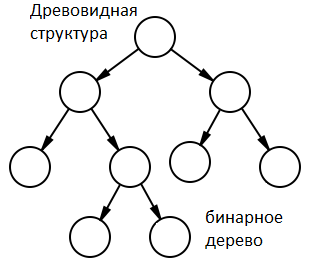 Древовидная
структура
бинарное
дерево